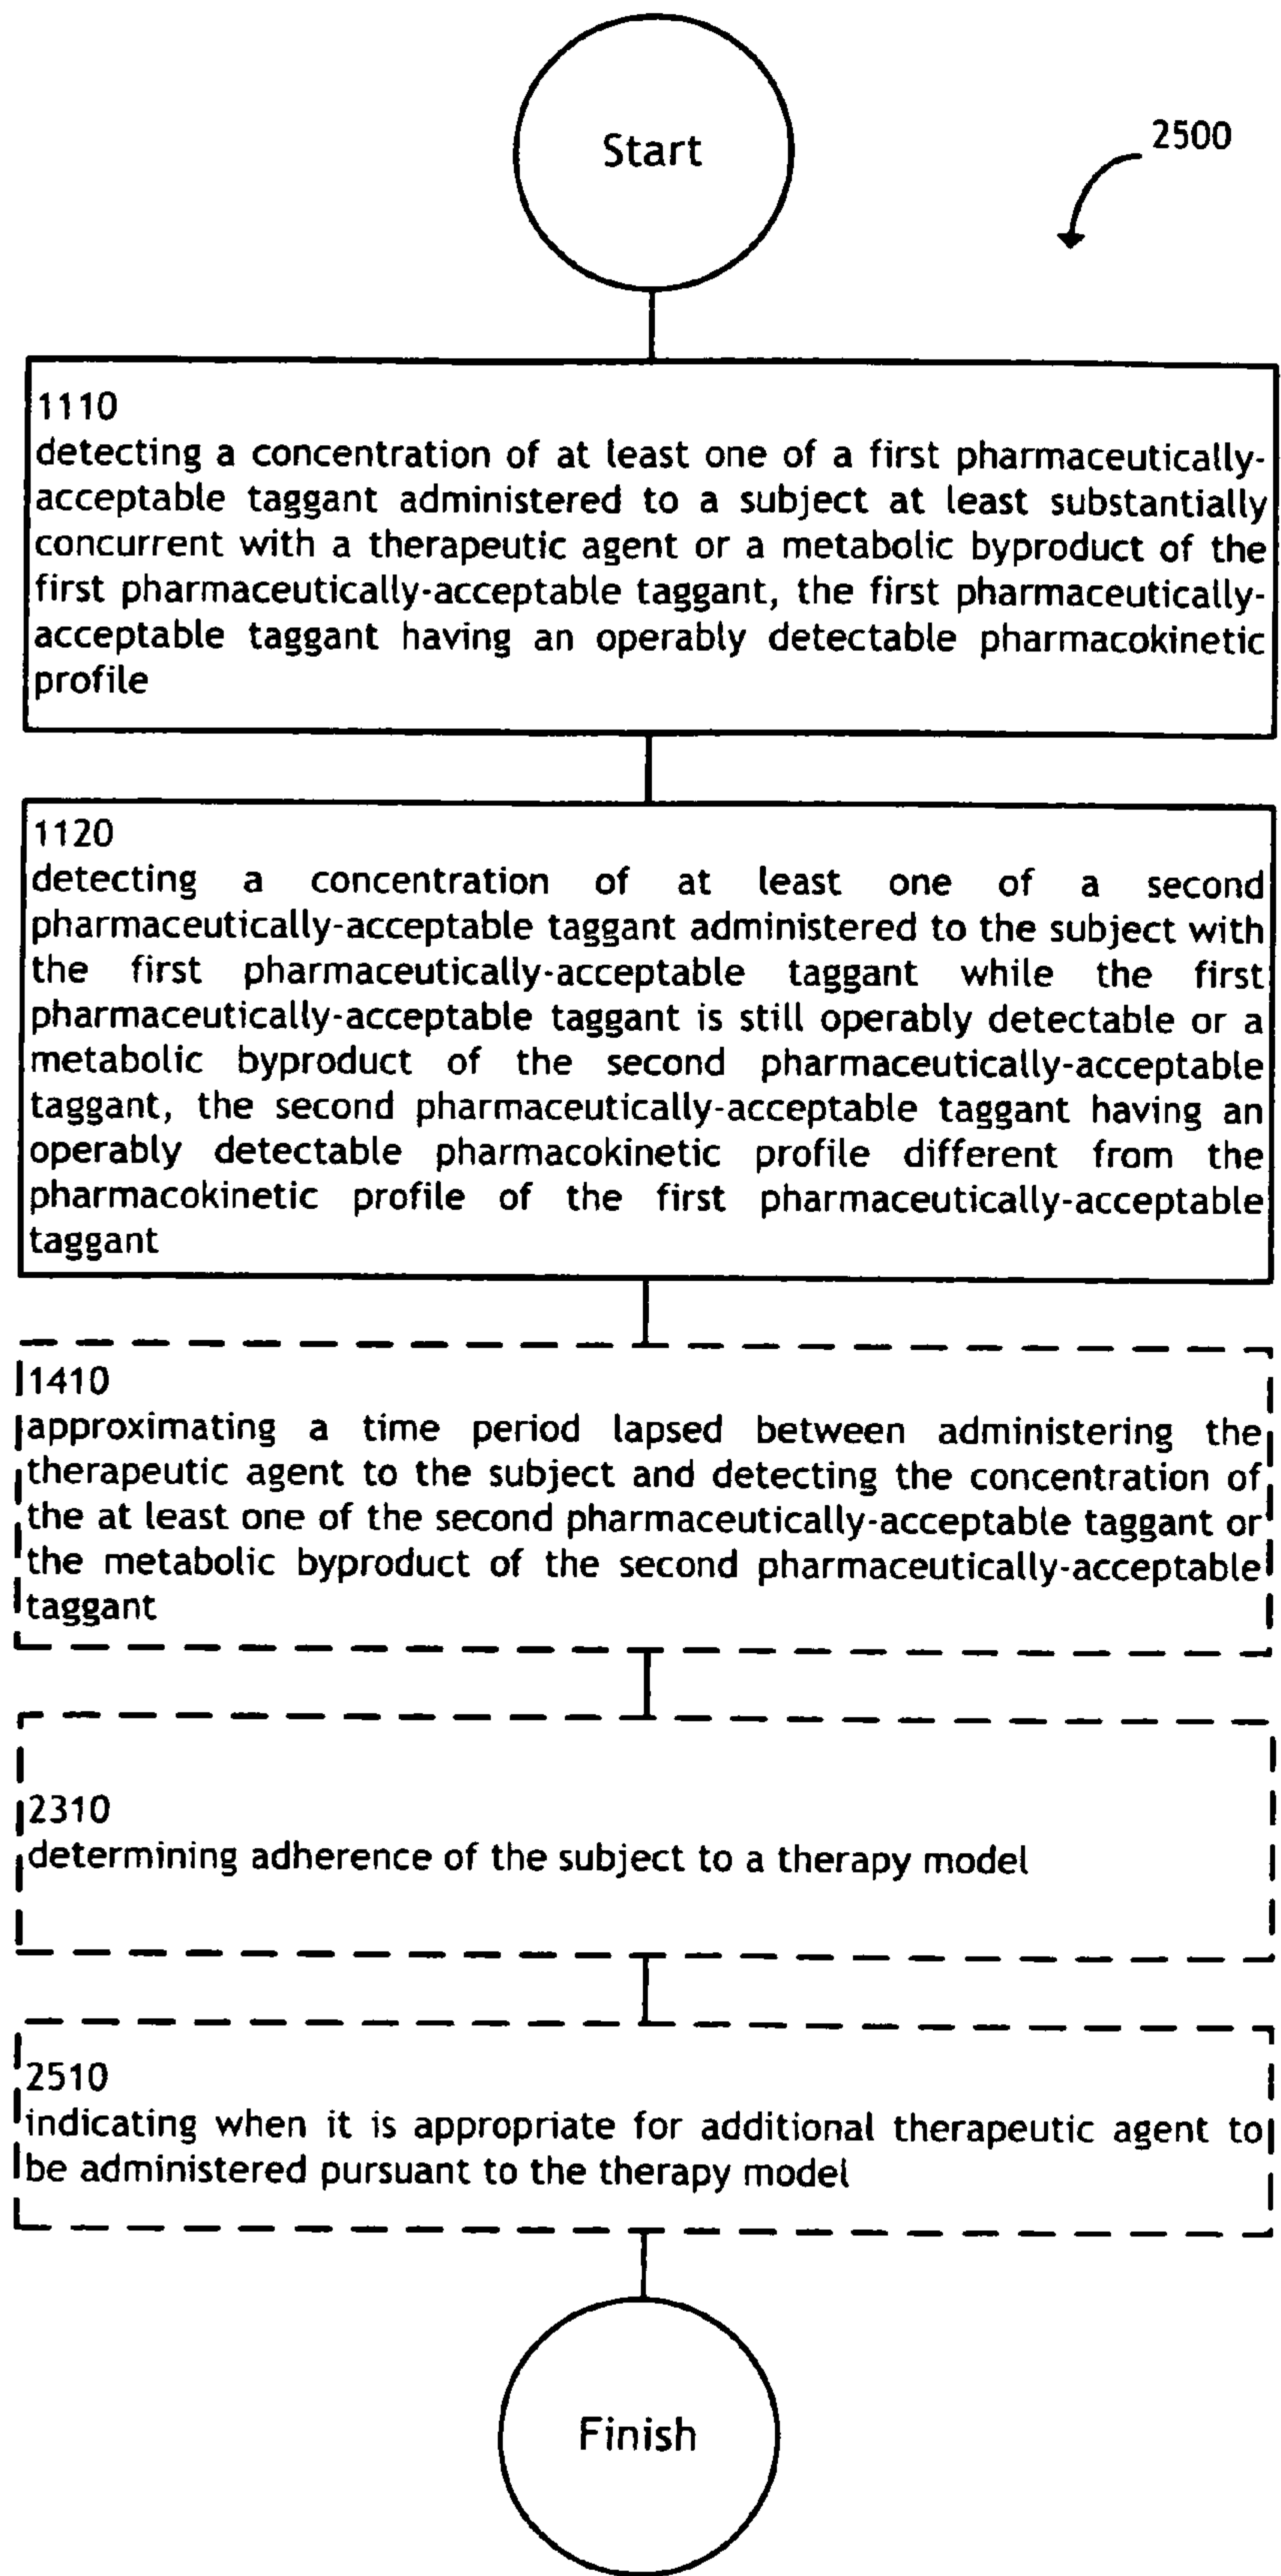 Start
2500
1110
detecting a concentration of at least one of a first pharmaceutically-
acceptable taggant administered to a subject at least substantially
concurrent with a therapeutic agent or a metabolic byproduct of the
first pharmaceutically-acceptable taggant, the first pharmaceutically-
acceptable taggant having an operably detectable pharmacokinetic
profile
1120
detecting a concentration of at least one of a second
pharmaceutically-acceptable taggant administered to the subject with
the first pharmaceutically-acceptable taggant while the first
pharmaceutically-acceptable taggant is still operably detectable or a
metabolic byproduct of the second pharmaceutically-acceptable
taggant, the second pharmaceutically-acceptable taggant having an
operably detectable pharmacokinetic profile different from the
pharmacokinetic profile of the first pharmaceutically-acceptable
taggant
1410
approximating a time period lapsed between administering the
therapeutic agent to the subject and detecting the concentration of
the at least one of the second pharmaceutically-acceptable taggant or
the metabolic byproduct of the second pharmaceutically-acceptable
taggant
2310
determining adherence of the subject to a therapy model
2510
indicating when it is appropriate for additional therapeutic agent to
be administered pursuant to the therapy model
Finish